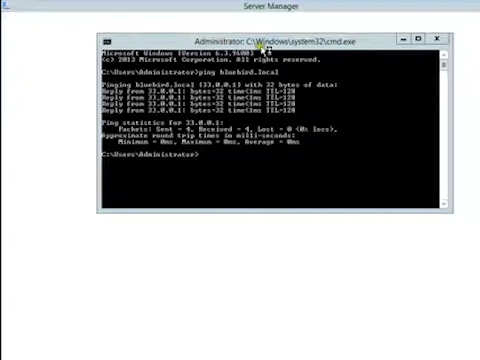 Server Manager
Administrator: C:\Windows\system32\cmd.exe
Microsoft Windows [Version 6.3.9600]
(c) 2013 Microsoft Corporation. All rights reserved.
C:\Users\Administrator>ping bluebird.local
Pinging bluebird.local [33.0.0.1] with 32 bytes of data:
Reply from 33.0.0.1: bytes=32 time<1ms TTL=128
Reply from 33.0.0.1: bytes=32 time<1ms TTL=128
Reply from 33.0.0.1: bytes=32 time<1ms TTL=128
Reply from 33.0.0.1: bytes=32 time<1ms TTL=128
Ping statistics for 33.0.0.1:
Packets: Sent = 4, Received = 4, Lost = 0 (0% loss),
Approximate round trip times in milli-seconds:
Minimum = 0ms, Maximum = 0ms, Average = 0ms
C:\Users\Administrator>